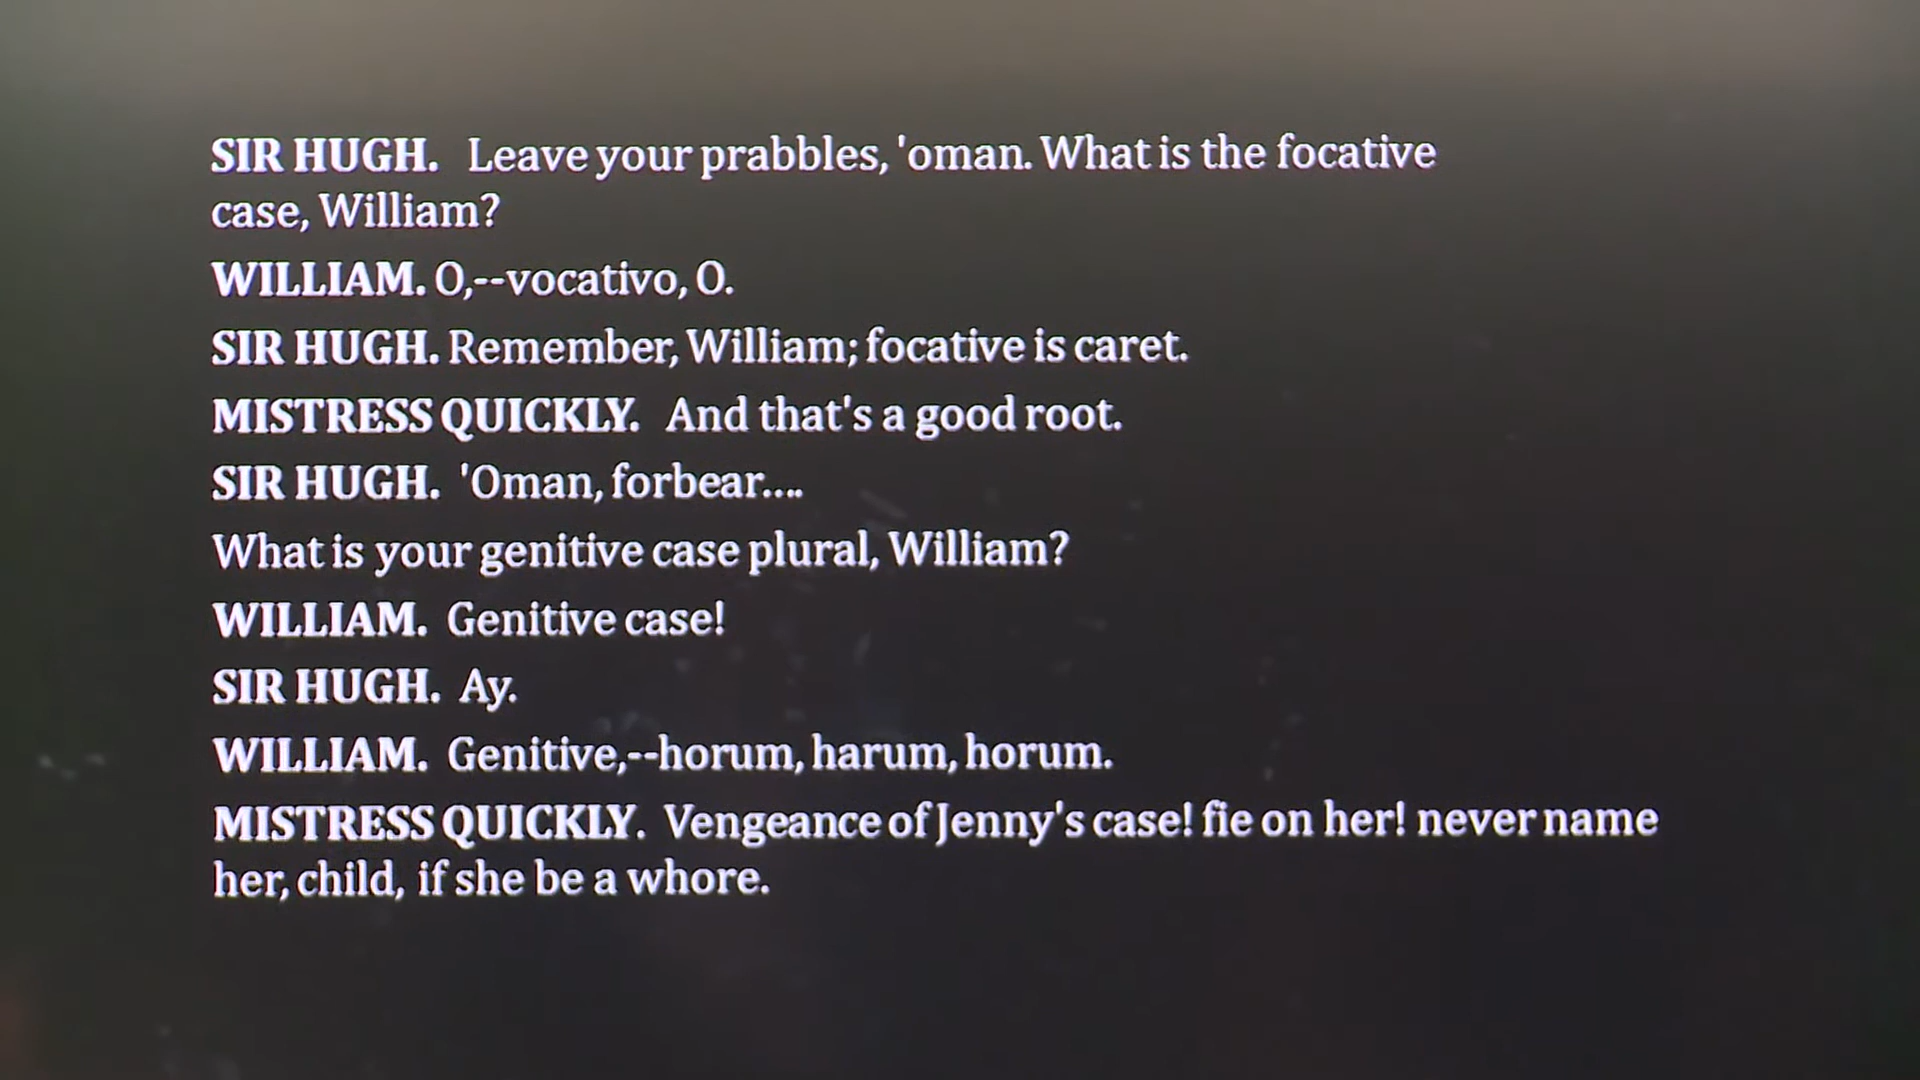 SIR HUGH. Leave your prabbles, 'oman. What is the focative
case, William?
WILLIAM. O,--vocativo, O.
SIR HUGH. Remember, William; focative is caret.
MISTRESS QUICKLY. And that's a good root.
SIR HUGH. 'Oman, forbear....
What is your genitive case plural, William?
WILLIAM. Genitive case!
SIR HUGH. Ay.
WILLIAM. Genitive,--horum, harum, horum.
MISTRESS QUICKLY. Vengeance of Jenny's case! fie on her! never name
her, child, if she be a whore.